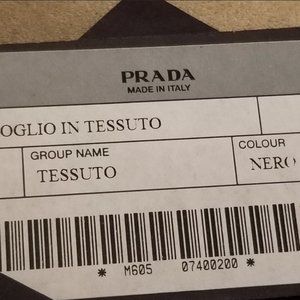 PRADA
MADE IN ITALY
OGLIO IN TESSUTO
GROUP NAME COLOUR
TESSUTO NERO
* M605 07400200 *